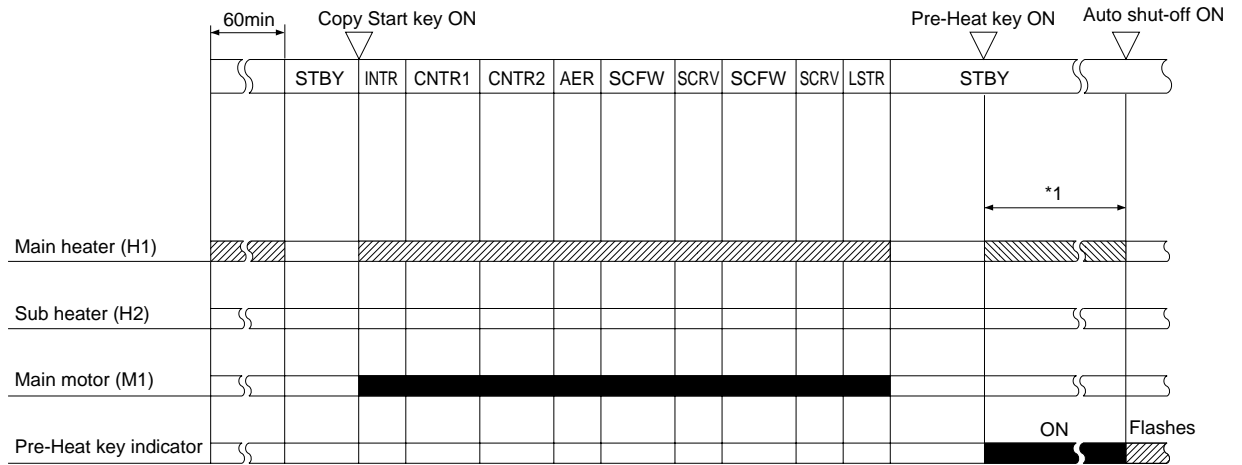 60min
Copy Start key ON
Pre-Heat key ON
Auto shut-off ON
STBY INTR CNTR1 CNTR2 AER SCFW SCRV SCFW SCRV LSTR STBY
*1
Main heater (H1)
Sub heater (H2)
Main motor (M1)
ON
Flashes
Pre-Heat key indicator